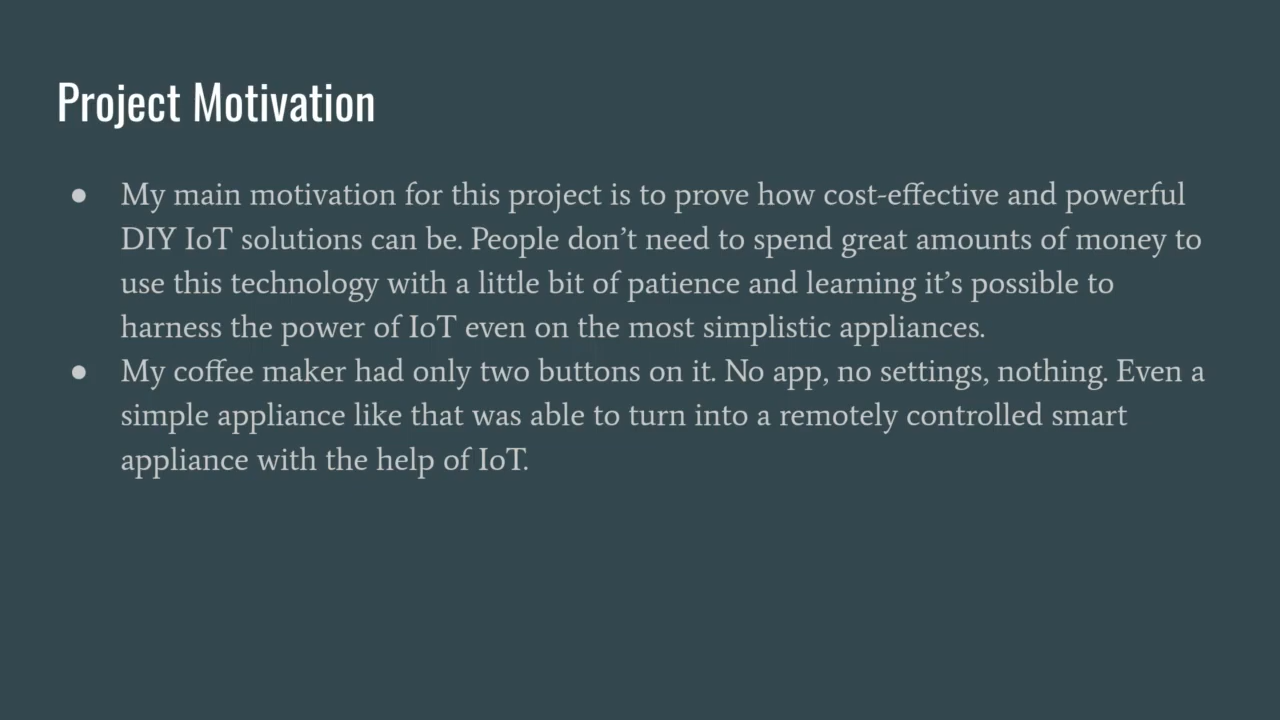 Project Motivation
● My main motivation for this project is to prove how cost-effective and powerful
DIY IoT solutions can be. People don’t need to spend great amounts of money to
use this technology with a little bit of patience and learning it’s possible to
harness the power of IoT even on the most simplistic appliances.
● My coffee maker had only two buttons on it. No app, no settings, nothing. Even a
simple appliance like that was able to turn into a remotely controlled smart
appliance with the help of IoT.